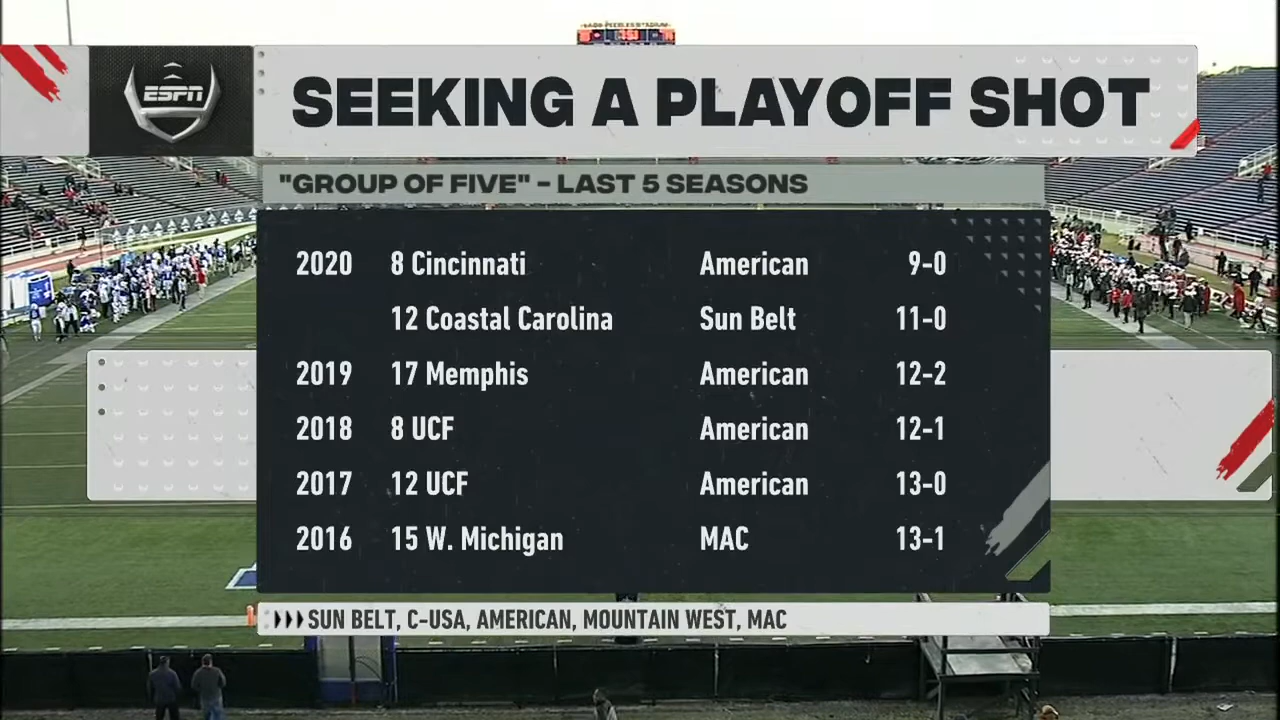 ESPN
SEEKING A PLAYOFF SHOT
"GROUP OF FIVE" - LAST 5 SEASONS
2020 8 Cincinnati American 9-0
12 Coastal Carolina Sun Belt 11-0
2019 17 Memphis American 12-2
2018 8 UCF American 12-1
2017 12 UCF American 13-0
2016 15 W. Michigan MAC 13-1
SUN BELT, C-USA, AMERICAN, MOUNTAIN WEST, MAC